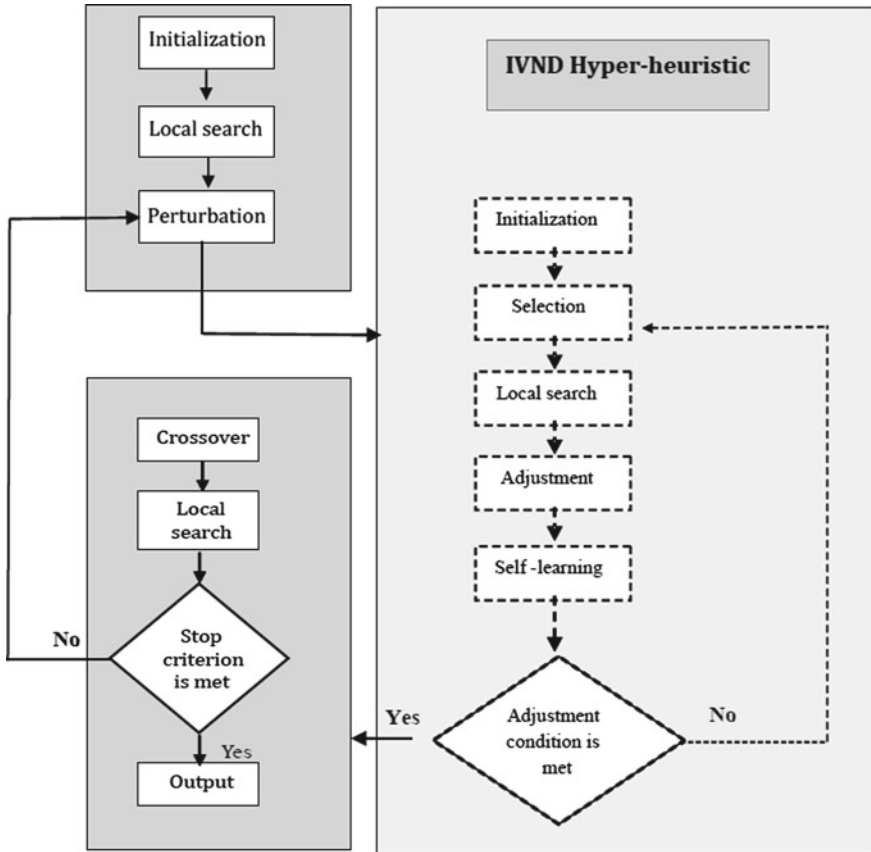 Initialization
Local search
Perturbation
IVND Hyper-heuristic
Initialization
Selection
Local search
Adjustment
Self -learning
Adjustment
condition is
met
No
Yes
Crossover
Local
search
Stop
criterion
is met
No
Yes
Output